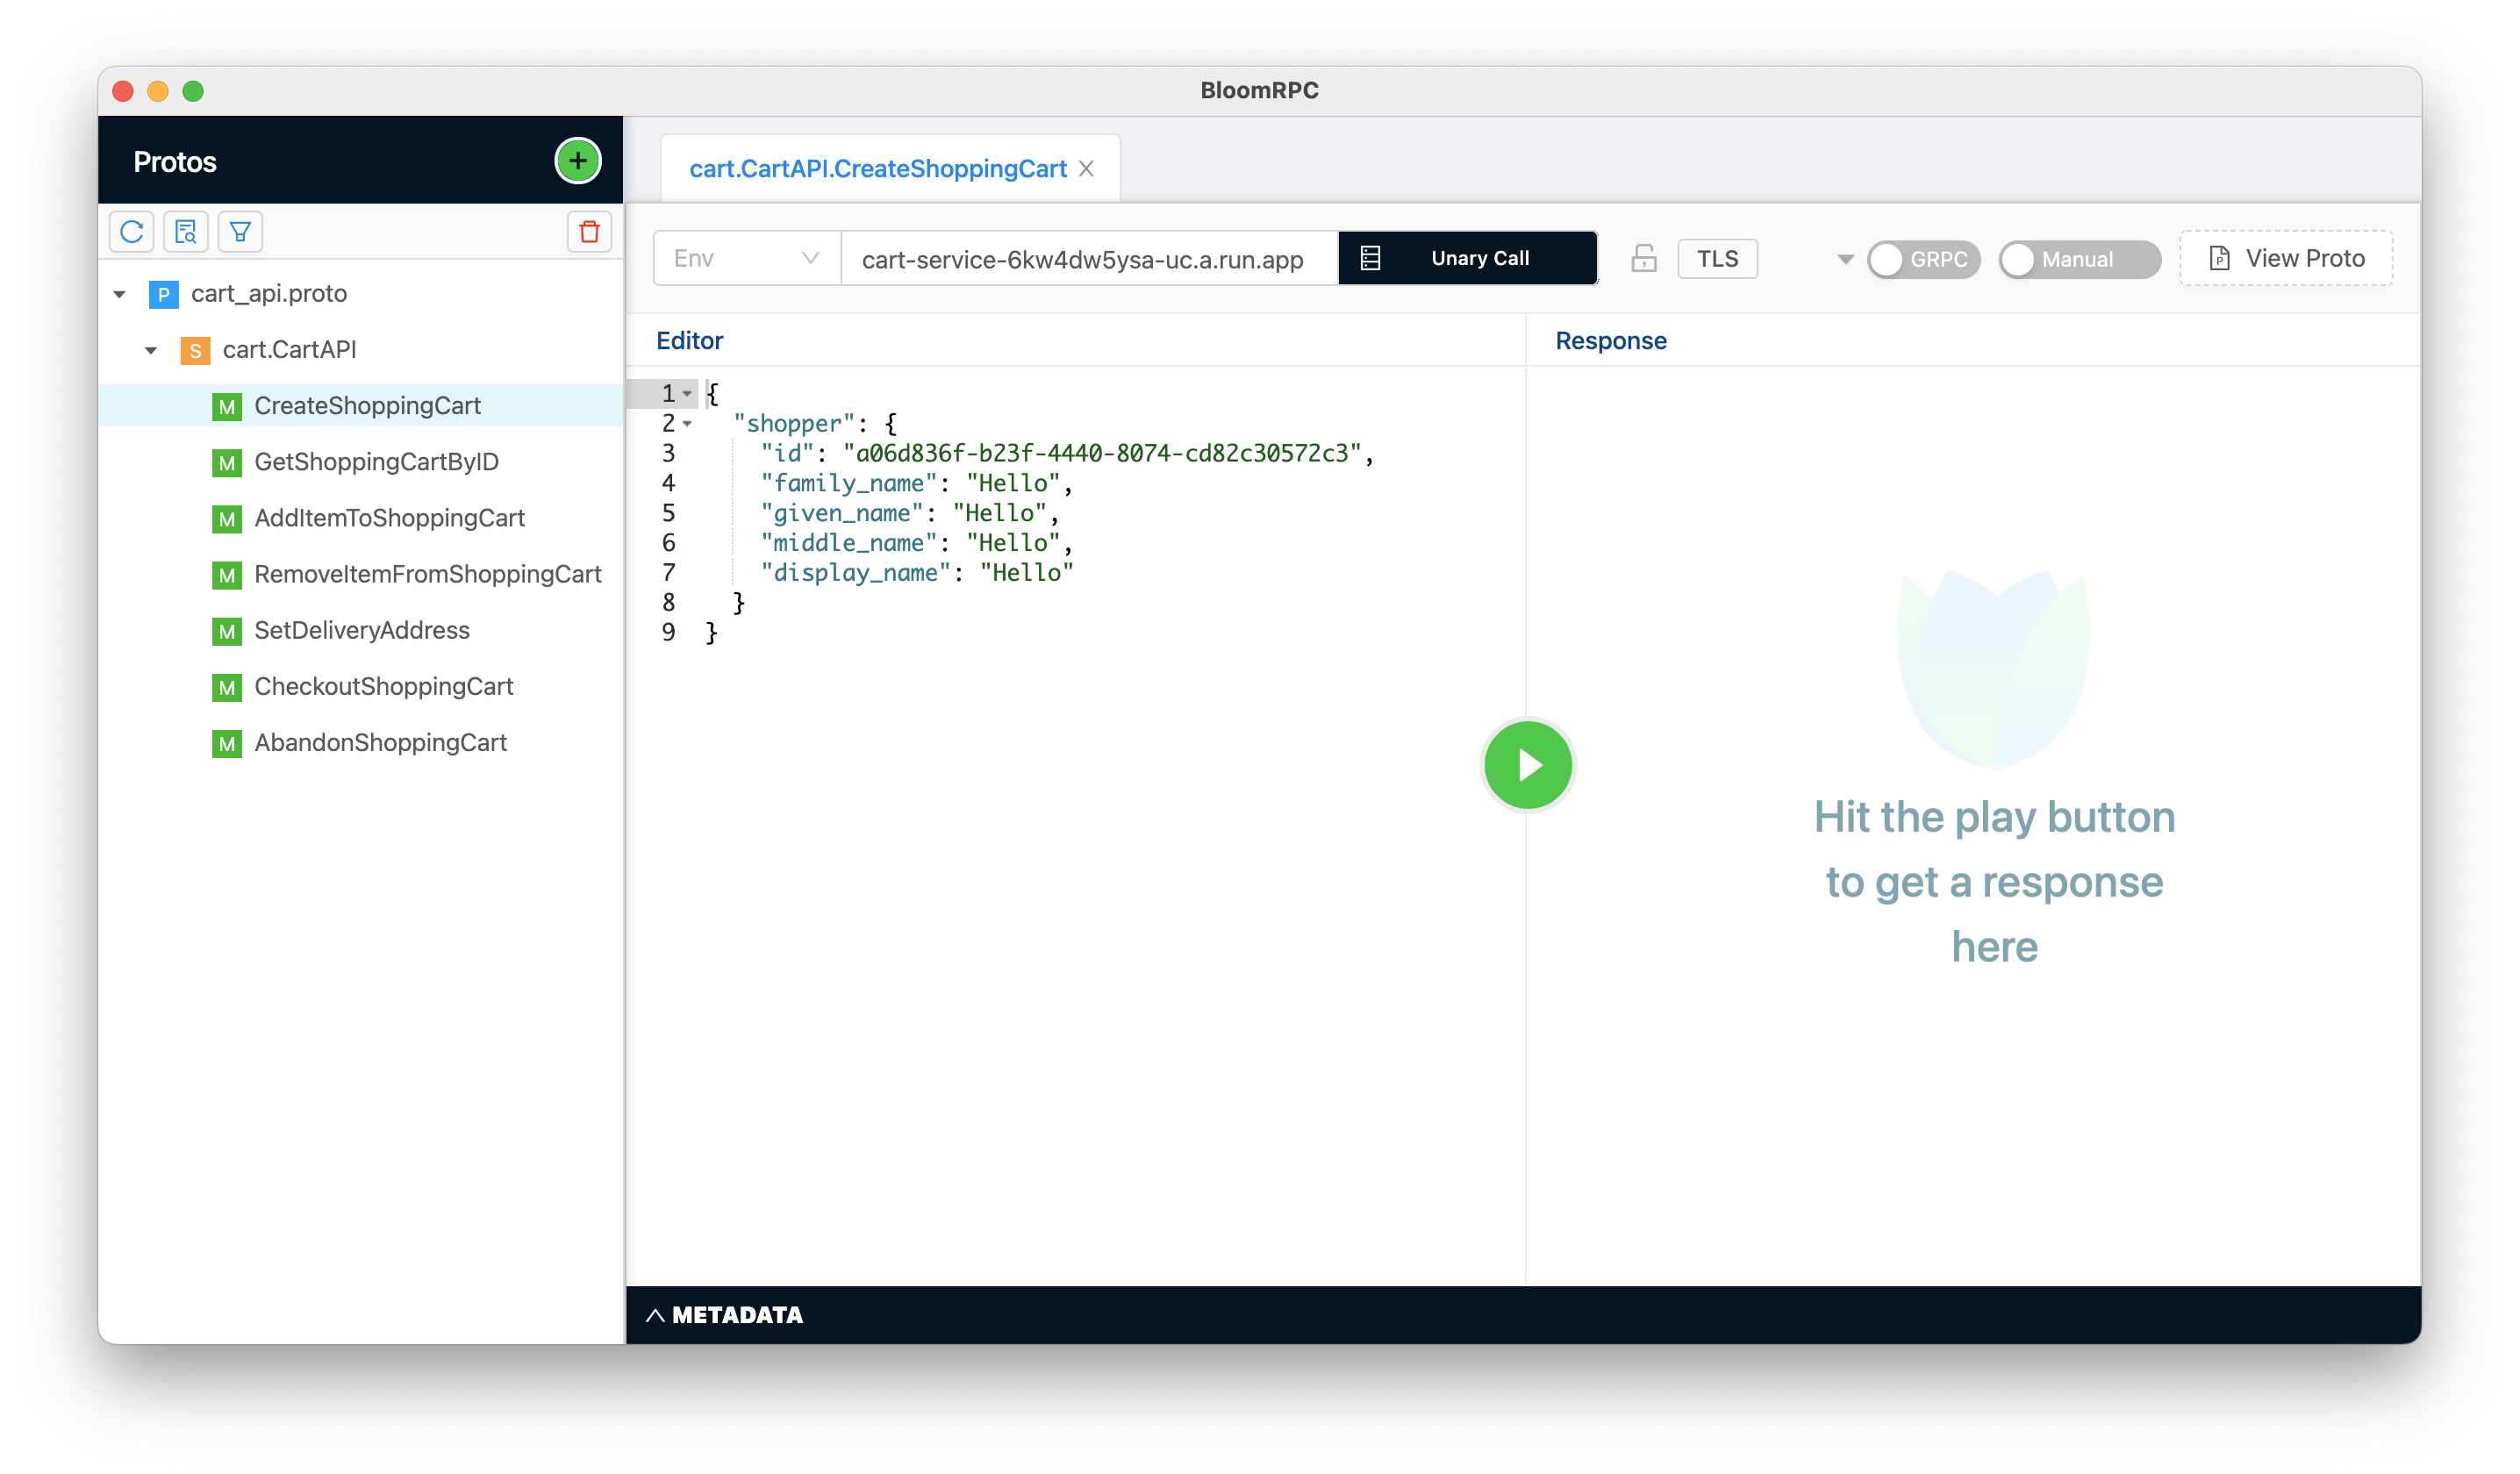 BloomRPC
Protos
cart_api.proto
cart.CartAPI
CreateShoppingCart
GetShoppingCartByID
AddItemToShoppingCart
RemoveItemFromShoppingCart
SetDeliveryAddress
CheckoutShoppingCart
AbandonShoppingCart
cart.CartAPI.CreateShoppingCart
Env cart-service-6kw4dw5ysa-uc.a.run.app Unary Call TLS GRPC Manual View Proto
Editor
1 {
2 "shopper": {
3 "id": "a06d836f-b23f-4440-8074-cd82c30572c3",
4 "family_name": "Hello",
5 "given_name": "Hello",
6 "middle_name": "Hello",
7 "display_name": "Hello"
8 }
9 }
Response
Hit the play button
to get a response
here
METADATA